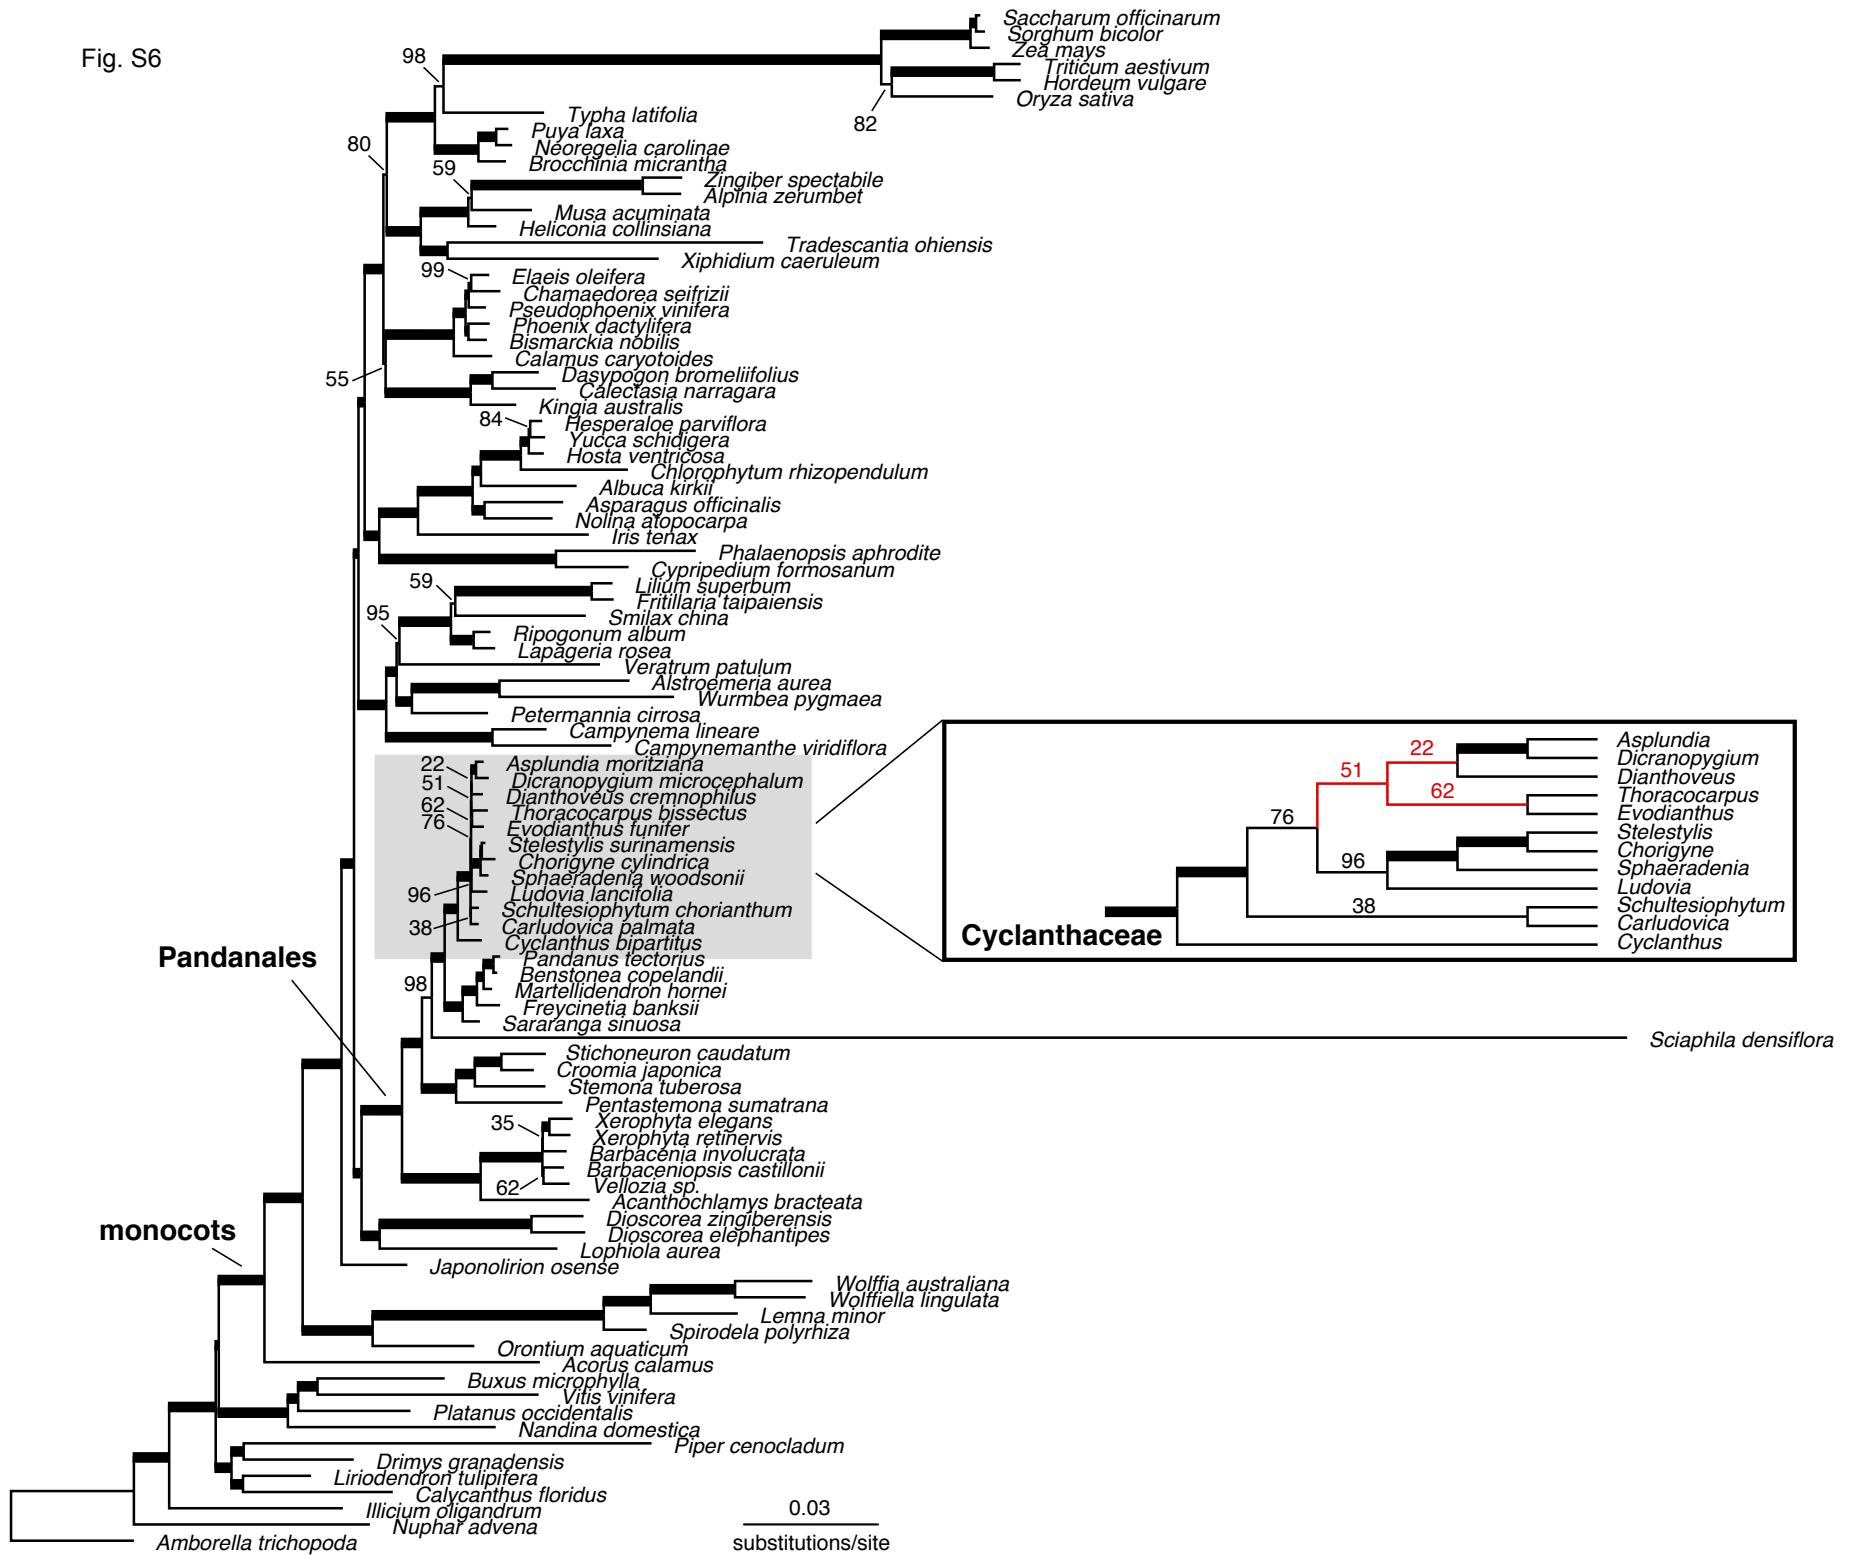 Fig. S6
Saccharum officinarum
Sorghum bicolor
Zea mays
Triticum aestivum
Hordeum vulgare
Oryza sativa
98
82
Typha latifolia
Puya laxa
Neoregelia carolinae
Brocchinia micrantha
80
59
Zingiber spectabile
Alpinia zerumbet
Musa acuminata
Heliconia collinsiana
Tradescantia ohiensis
Xiphidium caeruleum
99
Elaeis oleifera
Chamaedorea seifrizii
Pseudophoenix vinifera
Phoenix dactylifera
Bismarckia nobilis
Calamus caryotoides
55
Dasypogon bromeliifolius
Calectasia narragara
Kingia australis
84
Hesperaloe parviflora
Yucca schidigera
Hosta ventricosa
Chlorophytum rhizopendulum
Albuca kirkii
Asparagus officinalis
Nolina atopocarpa
Iris tenax
Phalaenopsis aphrodite
Cypripedium formosanum
59
Lilium superbum
Fritillaria taipaiensis
Smilax china
95
Ripogonum album
Lapageria rosea
Veratrum patulum
Alstroemeria aurea
Wurmbea pygmaea
Petermannia cirrosa
Campynema lineare
Campynemanthe viridiflora
22
51
62
76
96
38
Asplundia moritziana
Dicranopygium microcephalum
Dianthoveus cremnophilus
Thoracocarpus bissectus
Evodianthus funifer
Stelestylis surinamensis
Chorigyne cylindrica
Sphaeradenia woodsonii
Ludovia lancifolia
Schultesiophytum chorianthum
Carludovica palmata
Cyclanthus bipartitus
22
51
62
76
96
38
Asplundia
Dicranopygium
Dianthoveus
Thoracocarpus
Evodianthus
Stelestylis
Chorigyne
Sphaeradenia
Ludovia
Schultesiophytum
Carludovica
Cyclanthus
Cyclanthaceae
Pandanales
98
Pandanus tectorius
Benstonea copelandii
Martellidendron hornei
Freycinetia banksii
Sararanga sinuosa
Sciaphila densiflora
Stichoneuron caudatum
Croomia japonica
Stemona tuberosa
Pentastemona sumatrana
35
62
Xerophyta elegans
Xerophyta retinervis
Barbacenia involucrata
Barbaceniopsis castillonii
Vellozia sp.
Acanthochlamys bracteata
Dioscorea zingiberensis
Dioscorea elephantipes
Lophiola aurea
Japonolirion osense
monocots
Wolffia australiana
Wolffiella lingulata
Lemna minor
Spirodela polyrhiza
Orontium aquaticum
Acorus calamus
Buxus microphylla
Vitis vinifera
Platanus occidentalis
Nandina domestica
Piper cenocladum
Drimys granadensis
Liriodendron tulipifera
Calycanthus floridus
Illicium oligandrum
Nuphar advena
Amborella trichopoda
0.03
substitutions/site